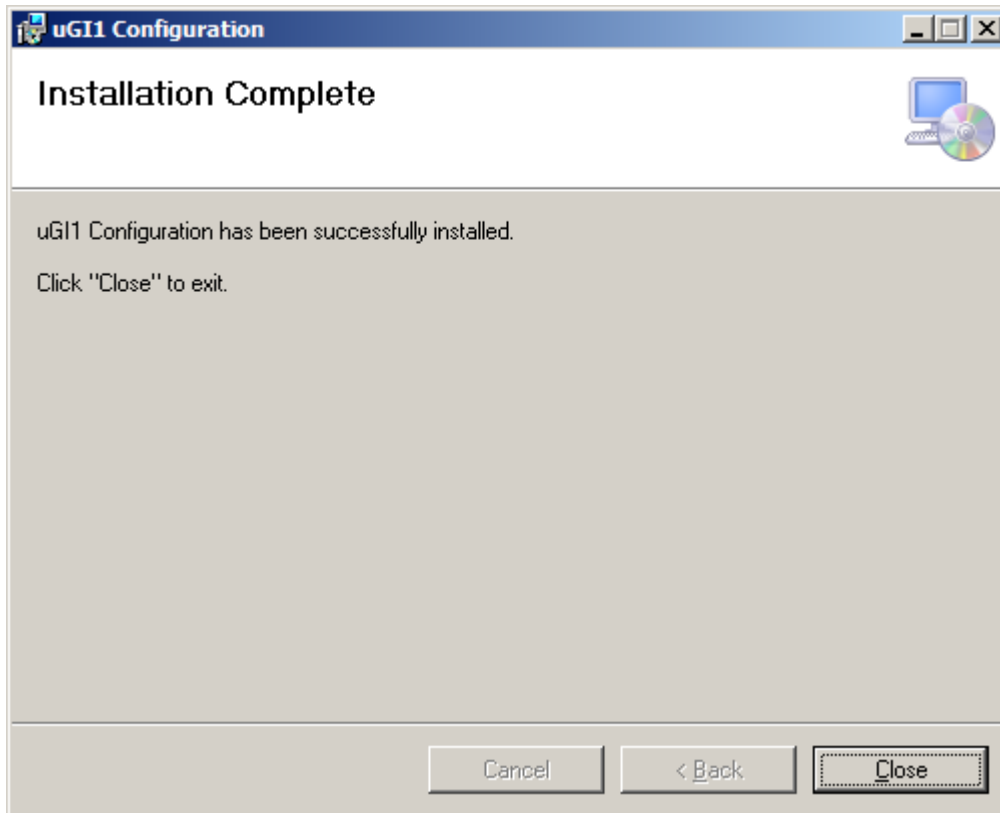 uGI1 Configuration
Installation Complete
uGI1 Configuration has been successfully installed.
Click "Close" to exit.
Cancel
< Back
Close